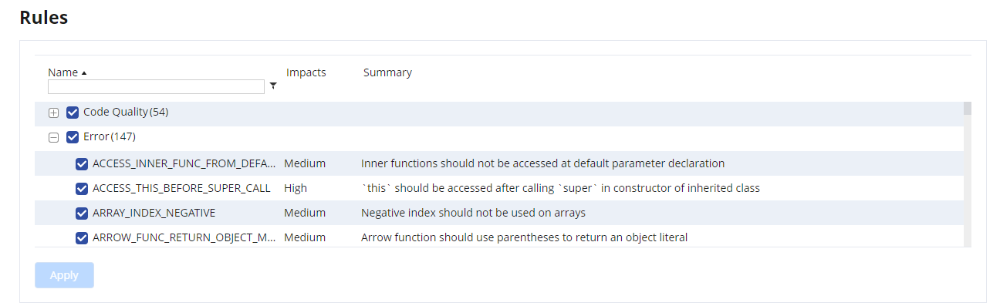 Rules
Name Impacts Summary
Code Quality (54)
Error (147)
ACCESS_INNER_FUNC_FROM_DEFA... Medium Inner functions should not be accessed at default parameter declaration
ACCESS_THIS_BEFORE_SUPER_CALL High `this` should be accessed after calling `super` in constructor of inherited class
ARRAY_INDEX_NEGATIVE Medium Negative index should not be used on arrays
ARROW_FUNC_RETURN_OBJECT_M... Medium Arrow function should use parentheses to return an object literal
Apply